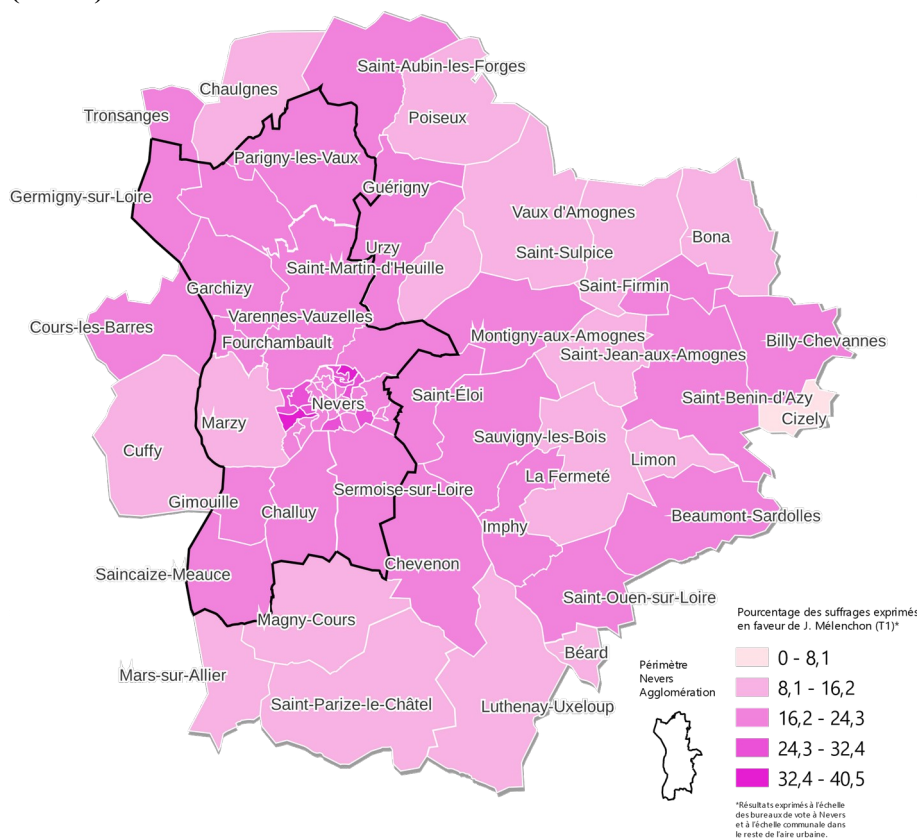 Saint-Aubin-les-Forges
Chaulgnes
Tronsanges
Poiseux
Parigny-les-Vaux
Guérigny
Germigny-sur-Loire
Vaux d'Amognes
Bona
Urzy
Saint-Sulpice
Saint-Martin-d'Heuille
Garchizy
Saint-Firmin
Varennes-Vauzelles
Cours-les-Barres
Montigny-aux-Amognes
Billy-Chevannes
Fourchambault
Saint-Jean-aux-Amognes
Saint-Éloi
Saint-Benin-d'Azy
Nevers
Cizely
Marzy
Sauvigny-les-Bois
Cuffy
Limon
La Fermeté
Sermoise-sur-Loire
Gimouille
Challuy
Beaumont-Sardolles
Imphy
Chevenon
Saincaize-Meauce
Saint-Ouen-sur-Loire
Magny-Cours
Béard
Mars-sur-Allier
Saint-Parize-le-Châtel
Luthenay-Uxeloup
Périmètre
Nevers
Agglomération
Pourcentage des suffrages exprimés
en faveur de J. Mélenchon (T1)*
0 - 8,1
8,1 - 16,2
16,2 - 24,3
24,3 - 32,4
32,4 - 40,5
*Résultats exprimés à l'échelle
des bureaux de vote à Nevers
et à l'échelle communale dans
le reste de l'aire urbaine.